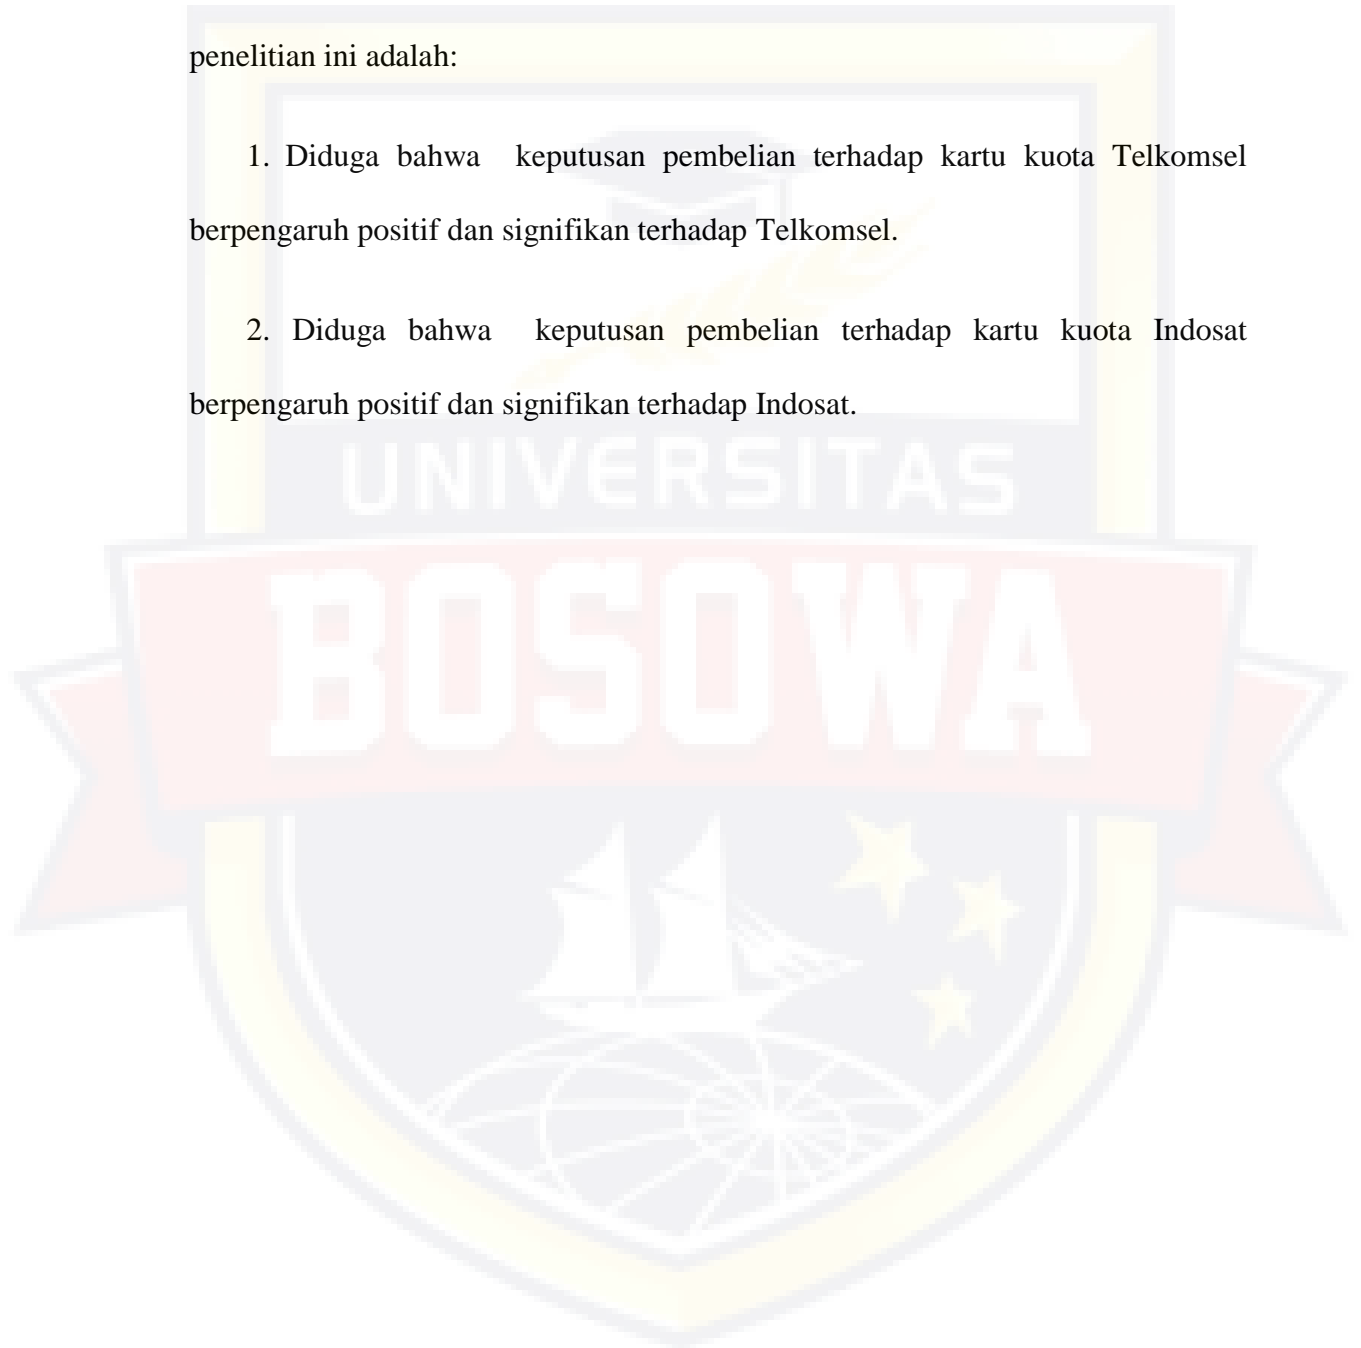 penelitian ini adalah:
1. Diduga bahwa keputusan pembelian terhadap kartu kuota Telkomsel
berpengaruh positif dan signifikan terhadap Telkomsel.
2. Diduga bahwa keputusan pembelian terhadap kartu kuota Indosat
berpengaruh positif dan signifikan terhadap Indosat.
UNIVERSITAS
BOSOWA